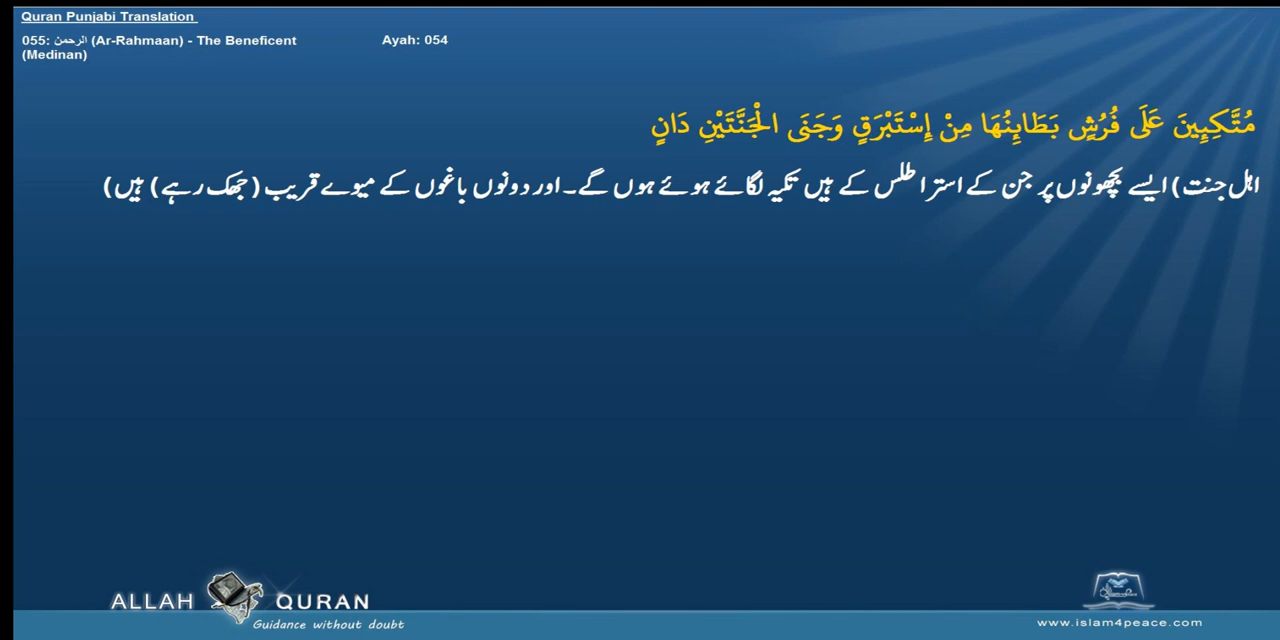 Quran Punjabi Translation
055: الرحمن (Ar-Rahmaan) - The Beneficent (Medinan)
Ayah: 054
مُتَّكِـِٕينَ عَلَى فُرُشٍ بَطَائِنُهَا مِنْ إِسْتَبْرَقٍ وَجَنَى الْجَنَّتَيْنِ دَانٍ
اہل جنت) ایسے بچھونوں پر جن کے استر اطلس کے ہیں تکیہ لگائے ہوئے ہوں گے۔ اور دونوں باغوں کے میوے قریب (جھک رہے) ہیں)
ALLAH QURAN
Guidance without doubt
www.islam4peace.com